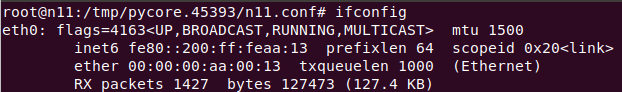 root@n11:/tmp/pycore.45393/n11.conf# ifconfig
eth0: flags=4163<UP,BROADCAST,RUNNING,MULTICAST>  mtu 1500
        inet6 fe80::200:ff:feaa:13  prefixlen 64  scopeid 0x20<link>
        ether 00:00:00:aa:00:13  txqueuelen 1000  (Ethernet)
        RX packets 1427  bytes 127473 (127.4 KB)